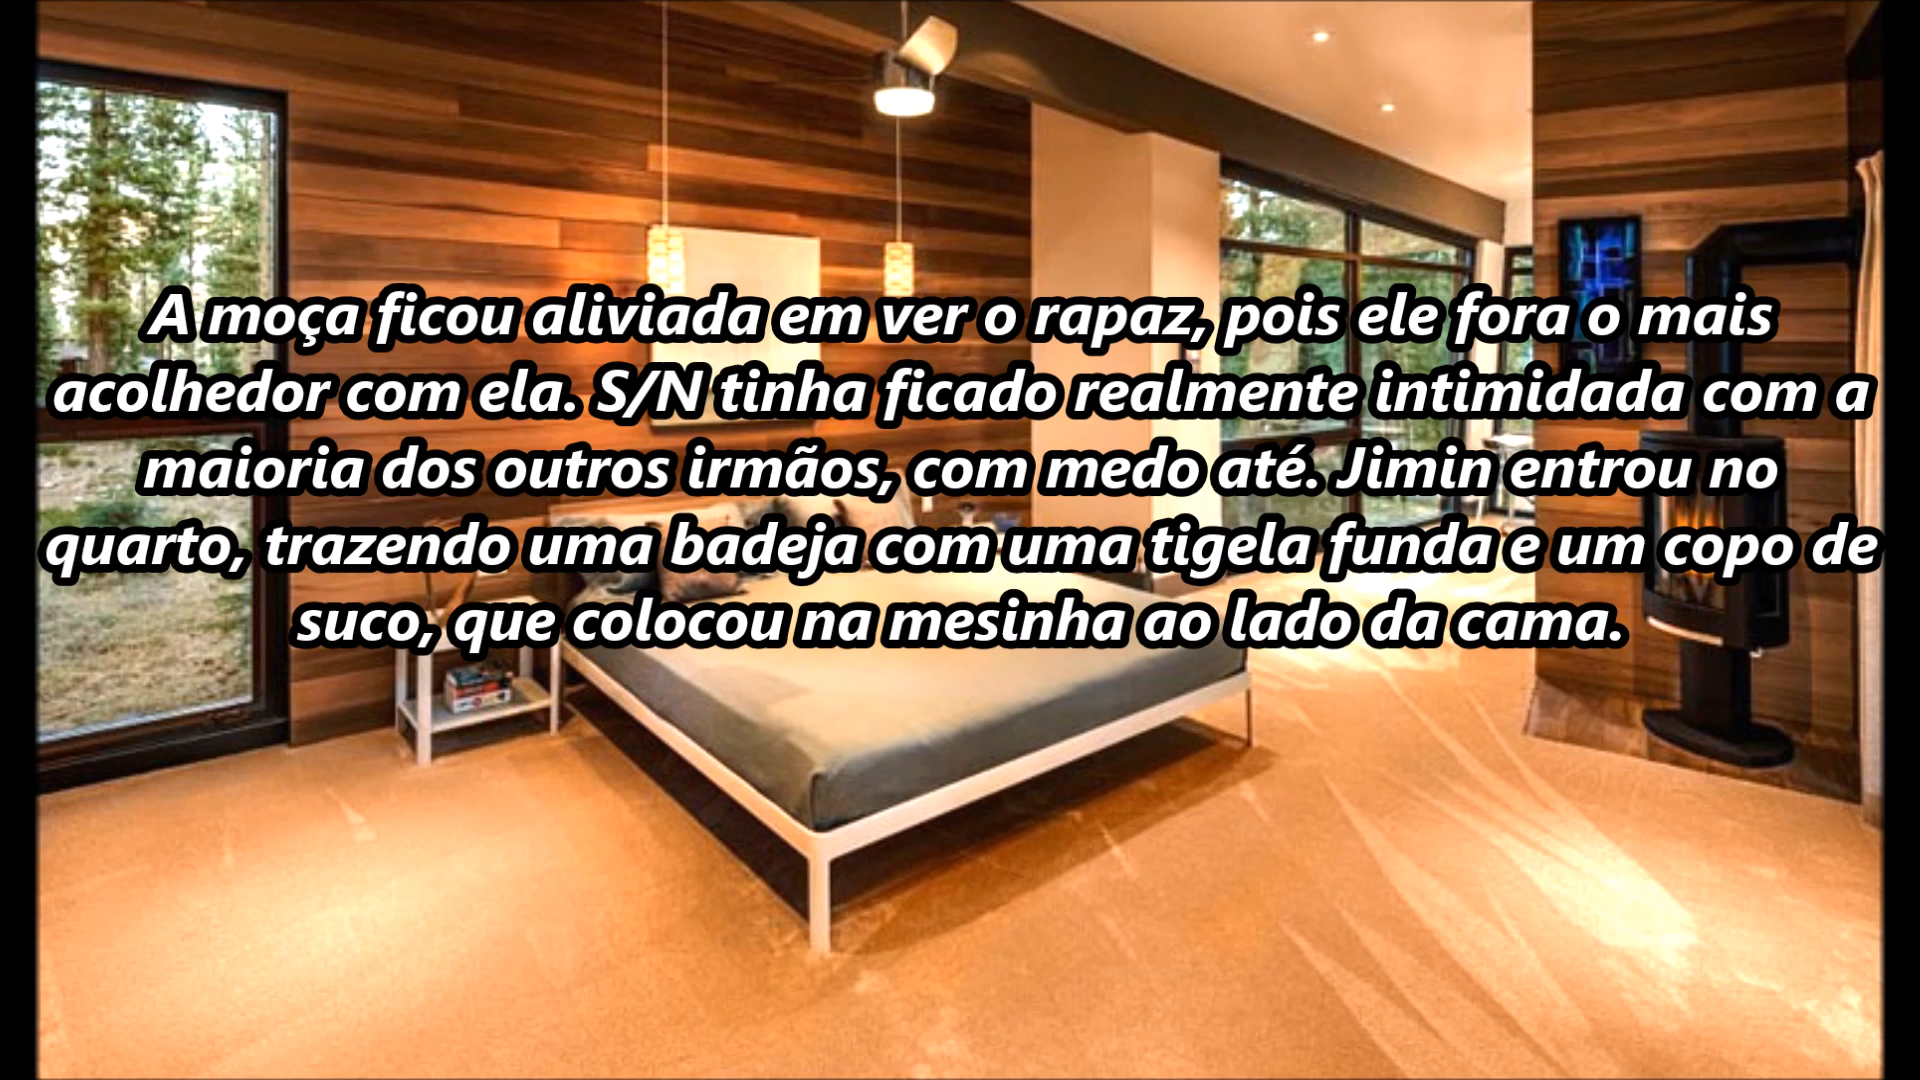 A moça ficou aliviada em ver o rapaz, pois ele fora o mais
acolhedor com ela. S/N tinha ficado realmente intimidada com a
maioria dos outros irmãos, com medo até. Jimin entrou no
quarto, trazendo uma badeja com uma tigela funda e um copo de
suco, que colocou na mesinha ao lado da cama.